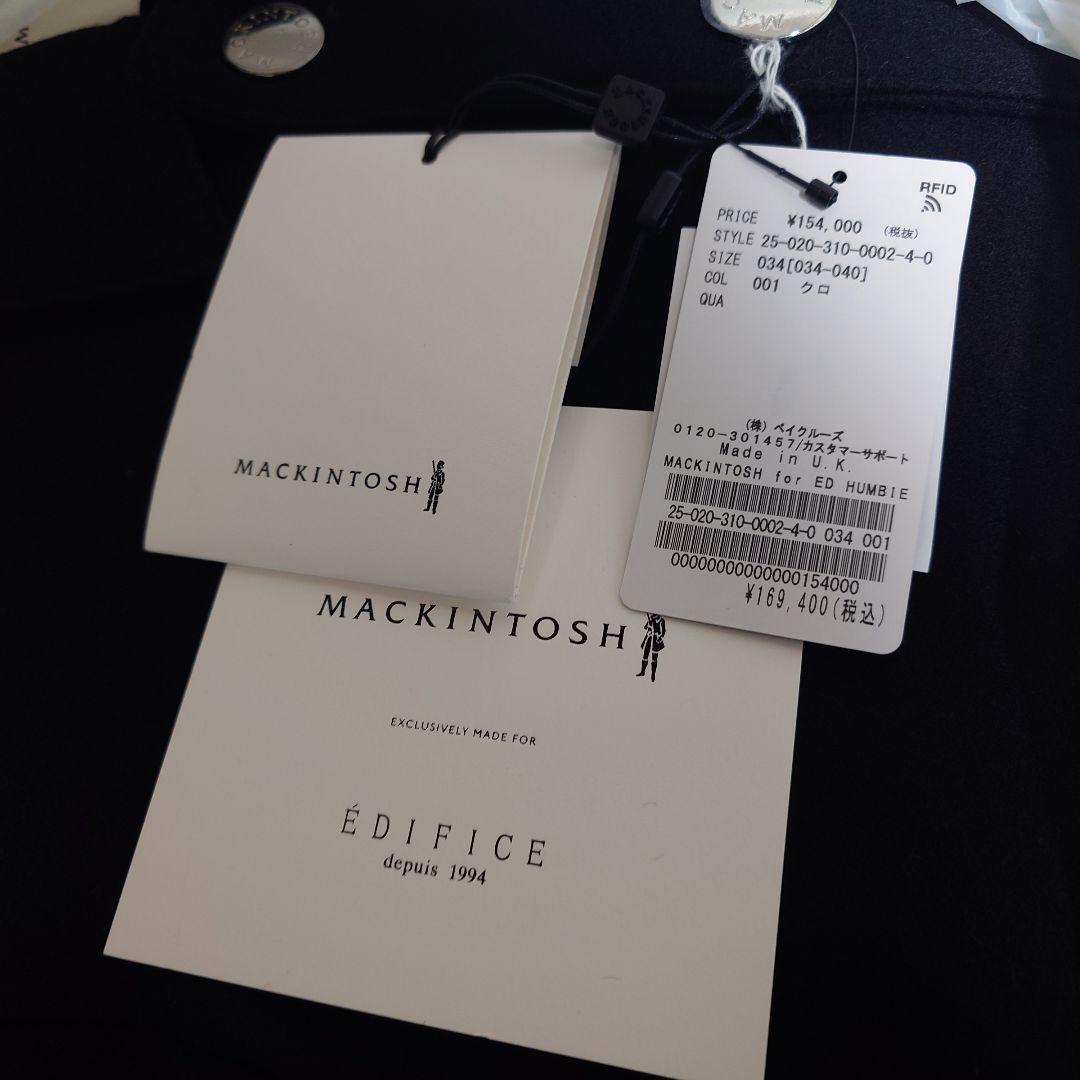 MACKINTOSH
RFID
PRICE ¥154,000 (税抜)
STYLE 25-020-310-0002-4-0
SIZE 034[034-040]
COL 001 クロ
QUA
(株)ベイクルーズ
0120-301457/カスタマーサポート
Made in U.K.
MACKINTOSH for ED HUMBIE
25-020-310-0002-4-0 034 001
00000000000000154000
¥169,400(税込)
MACKINTOSH
MACKINTOSH
EXCLUSIVELY MADE FOR
ÉDIFICE
depuis 1994